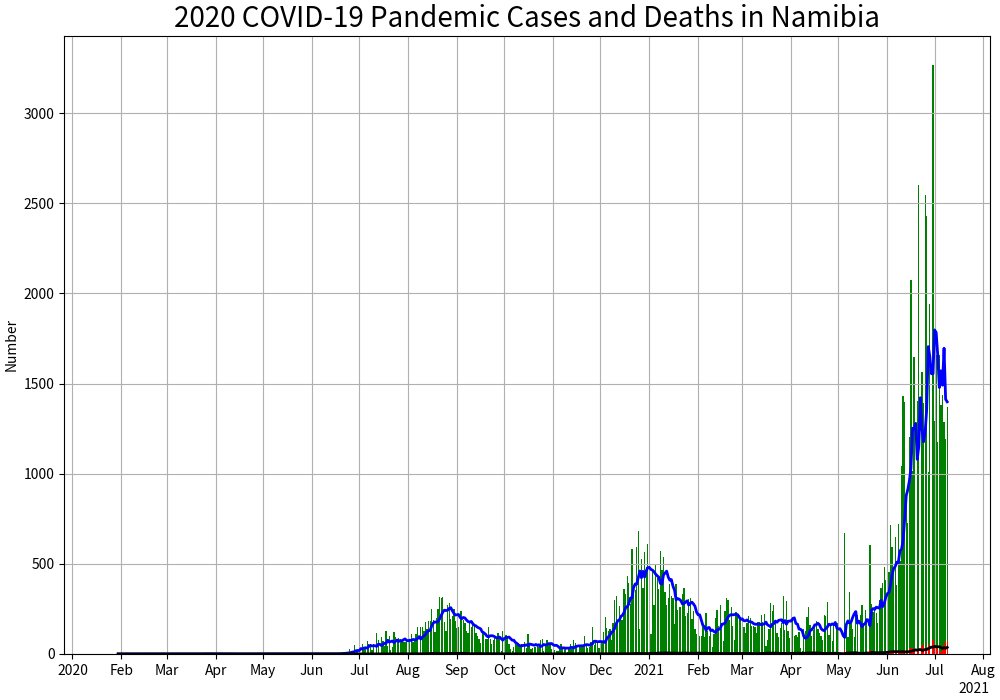 2020 COVID-19 Pandemic Cases and Deaths in Namibia
Number
3000
2500
2000
1500
1000
500
0
2020 Feb Mar Apr May Jun Jul Aug Sep Oct Nov Dec 2021 Feb Mar Apr May Jun Jul Aug
2021